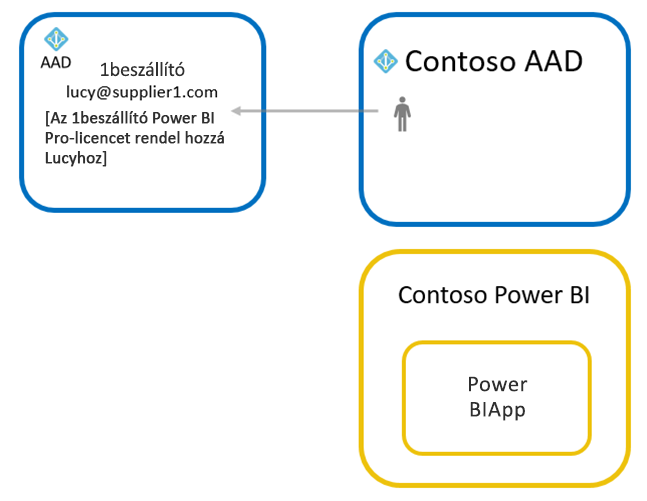 AAD
1beszállító
lucy@supplier1.com
[Az 1beszállító Power BI
Pro-licencet rendel hozzá
Lucyhoz]
Contoso AAD
Contoso Power BI
Power
BIApp